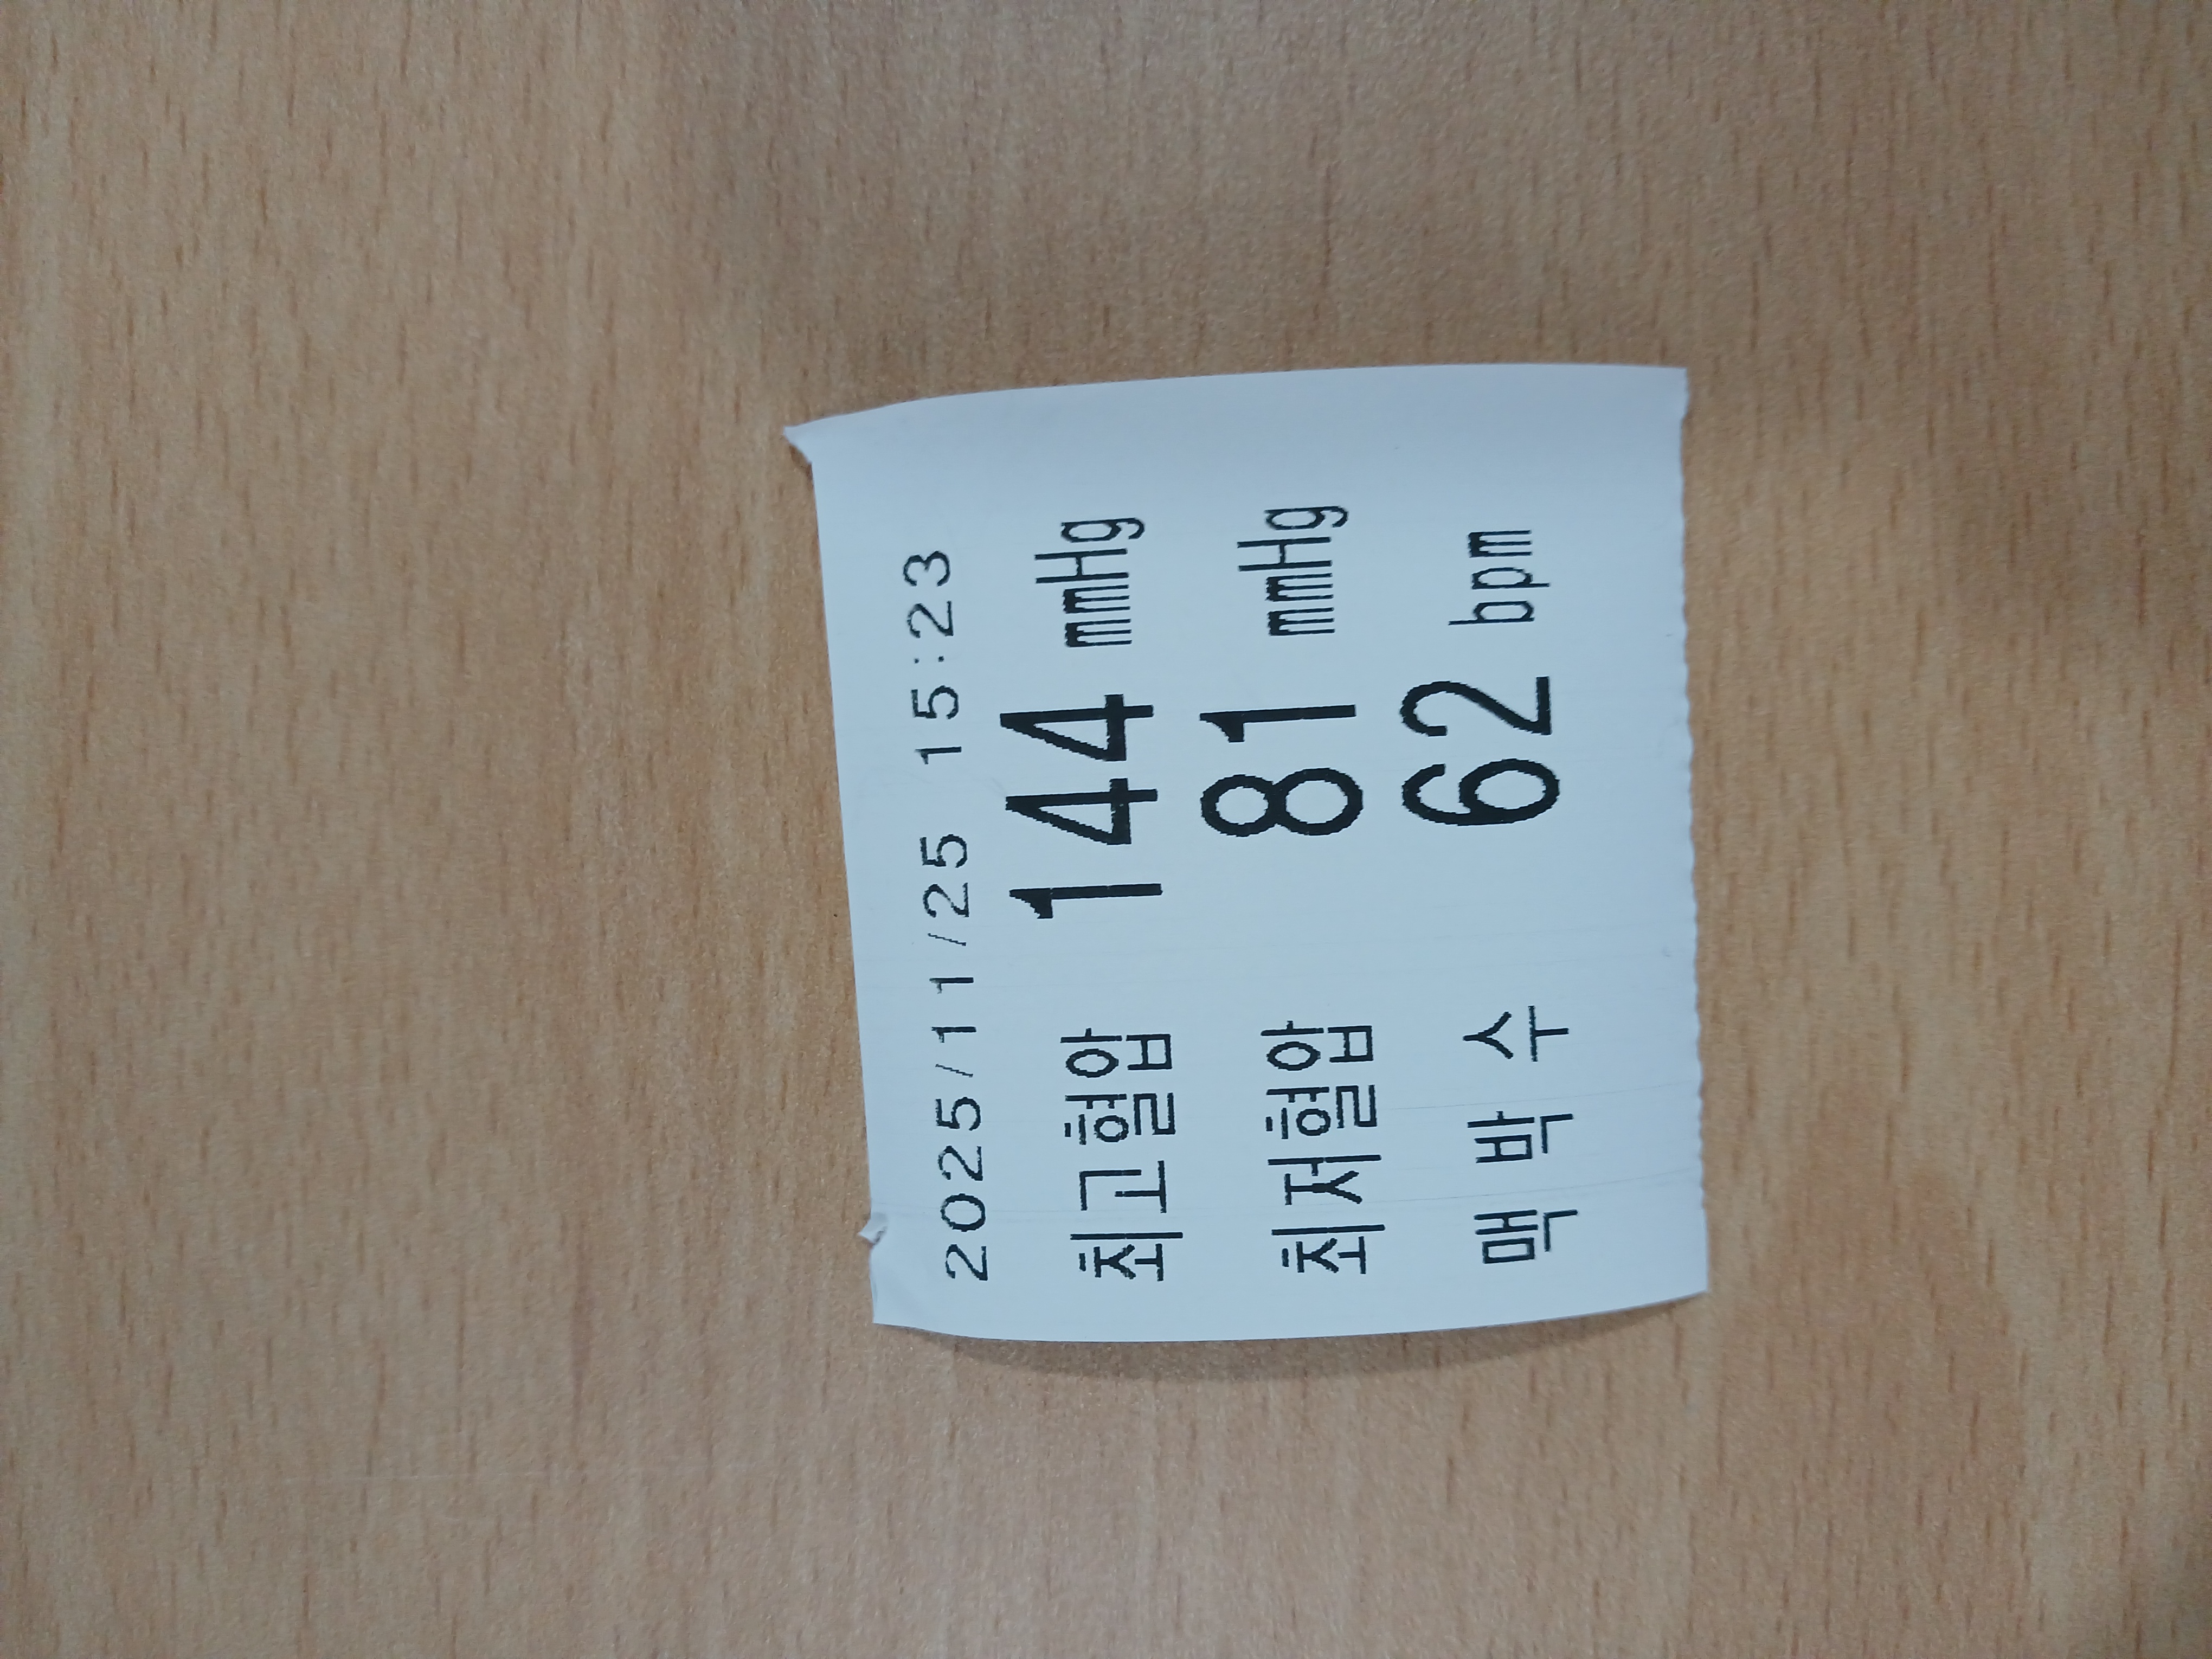 2025/11/25 15:23
최고혈압 144 mmHg
최저혈압 81 mmHg
맥 박 수 62 bpm